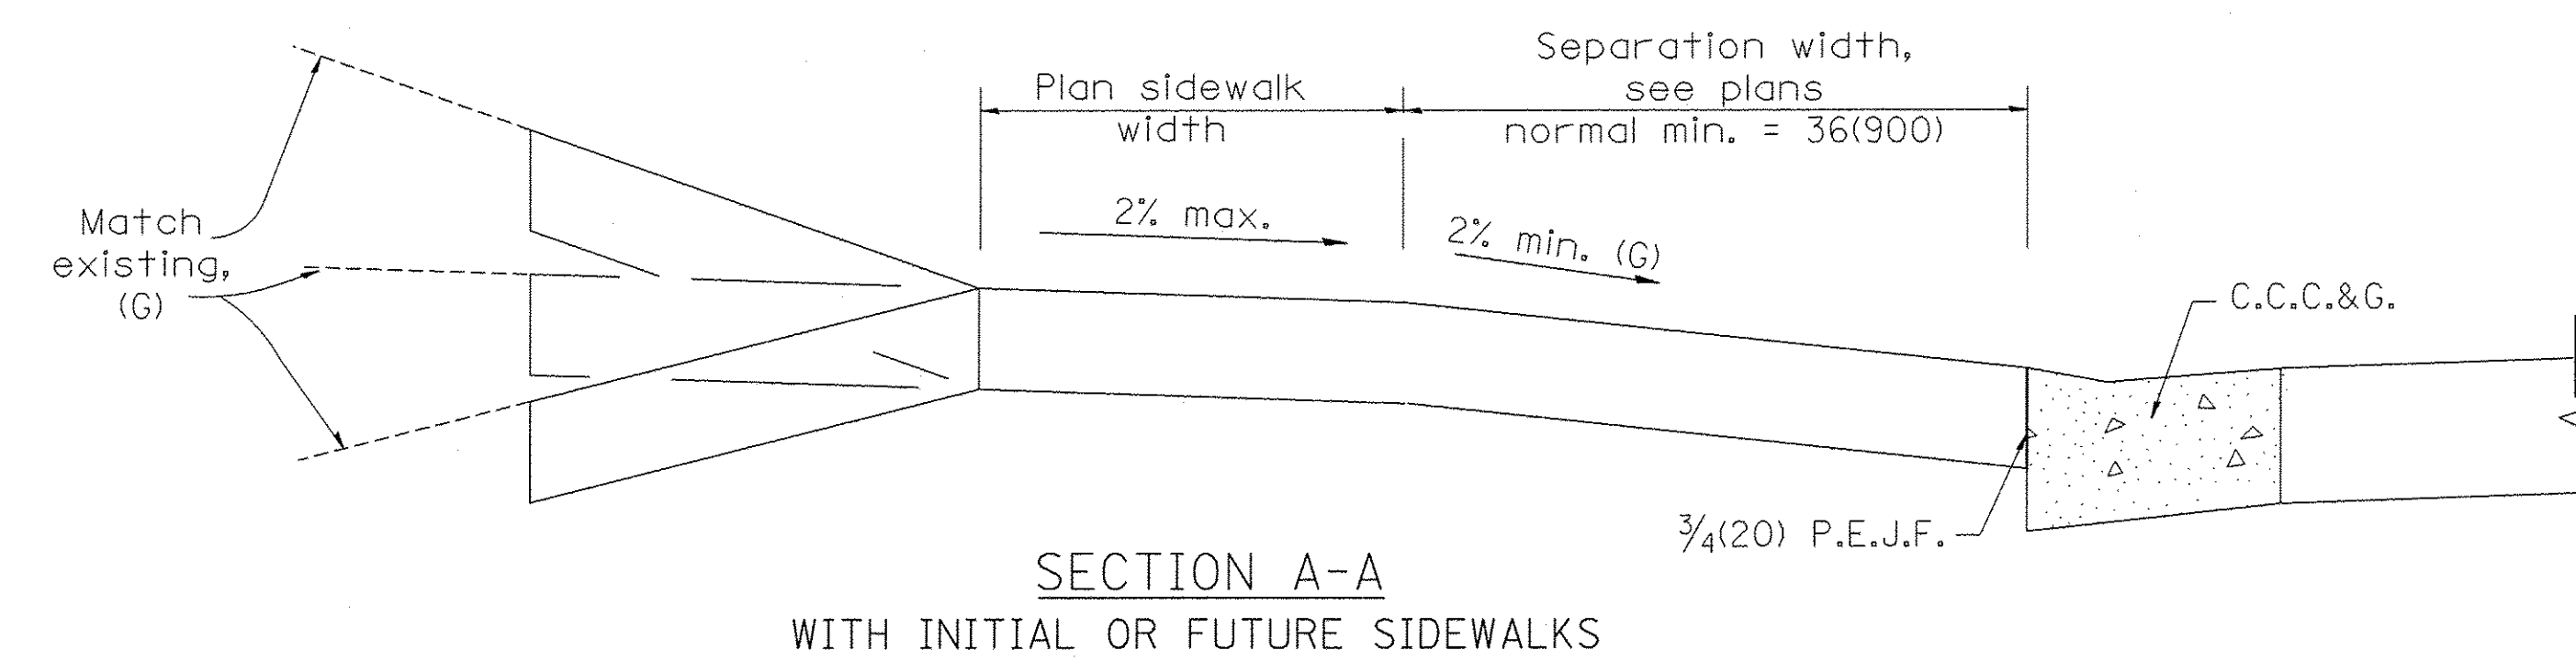 Separation width,
see plans
normal min. = 36(900)
Plan sidewalk
width
2% max.
2% min. (G)
Match
existing,
(G)
C.C.C.&G.
¾(20) P.E.J.F.
SECTION A-A
WITH INITIAL OR FUTURE SIDEWALKS